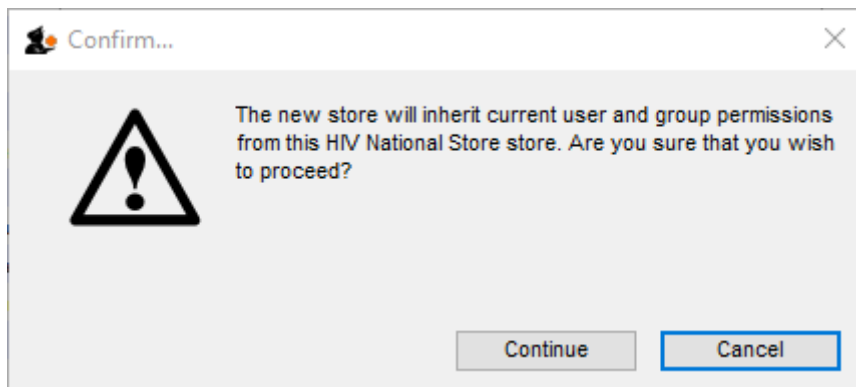 Confirm...
The new store will inherit current user and group permissions
from this HIV National Store store. Are you sure that you wish
to proceed?
Continue
Cancel